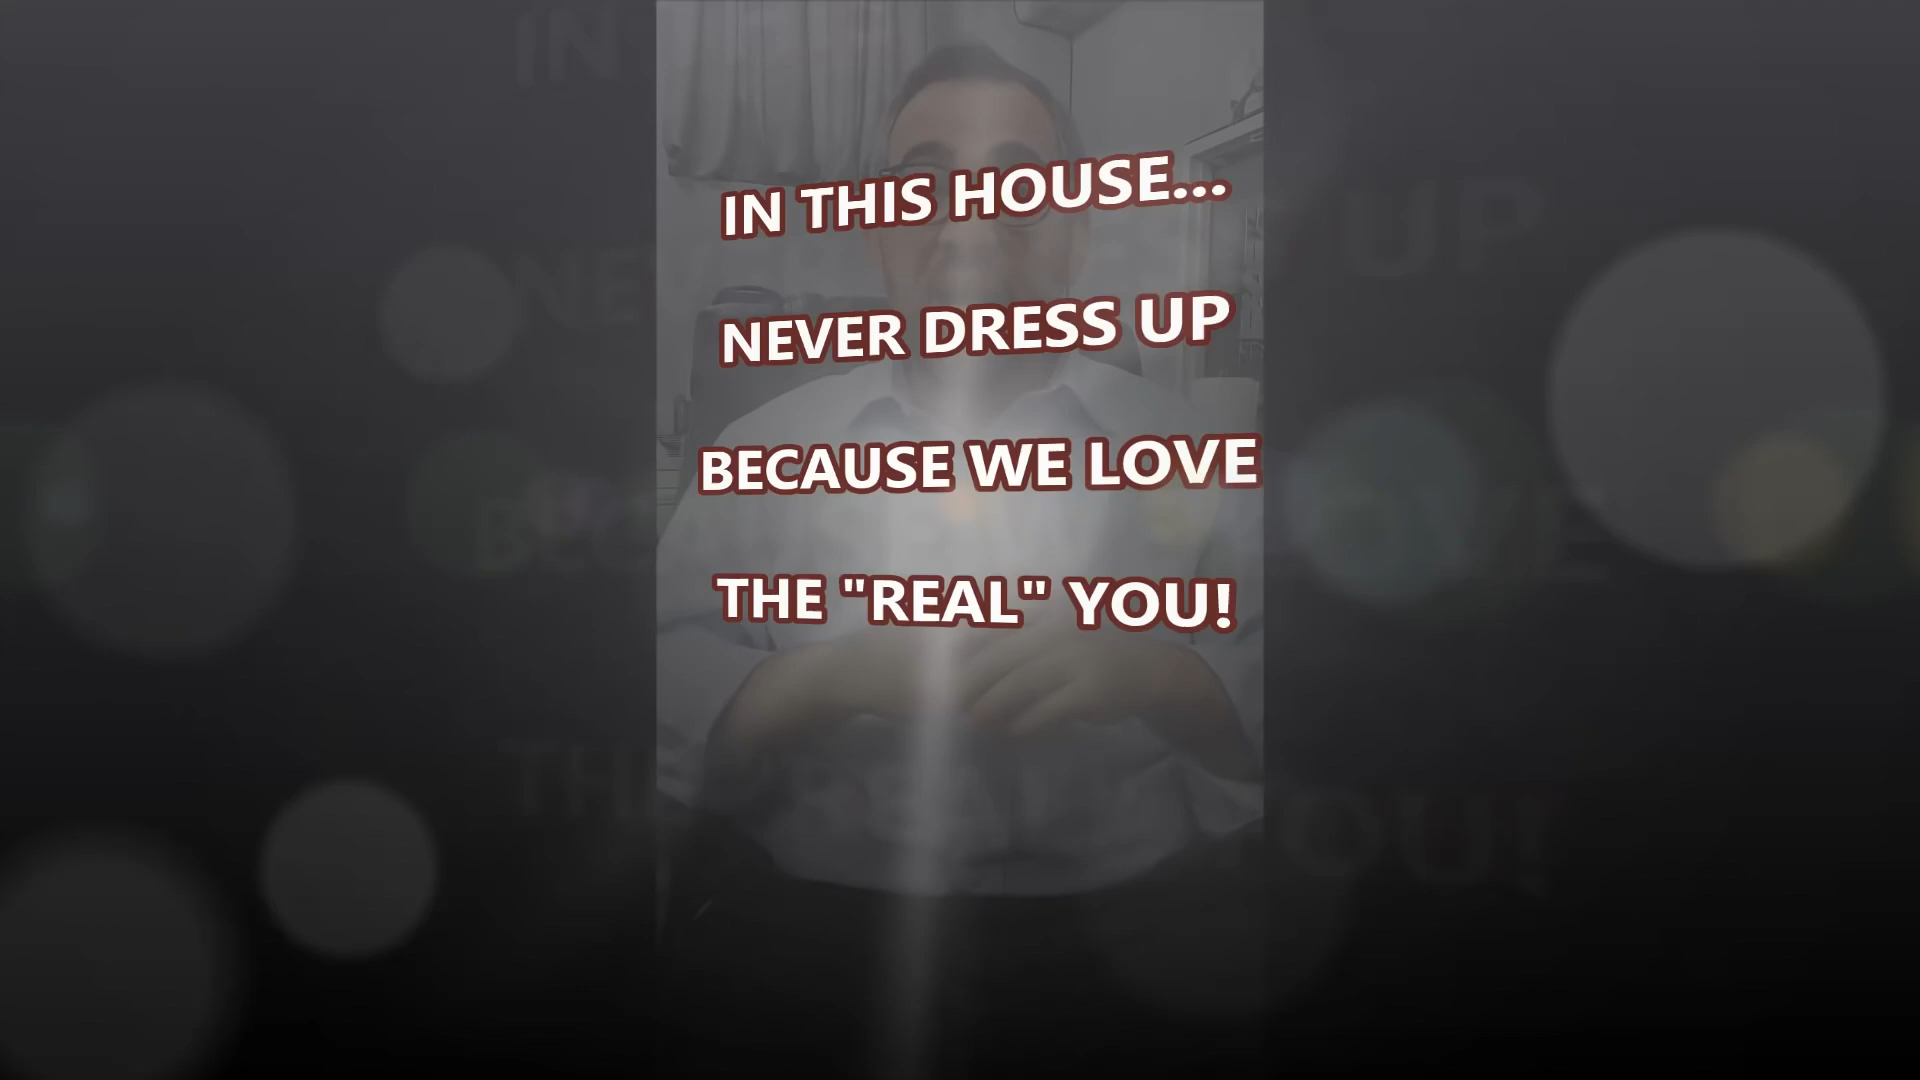 IN THIS HOUSE...
NEVER DRESS UP
BECAUSE WE LOVE
THE "REAL" YOU!